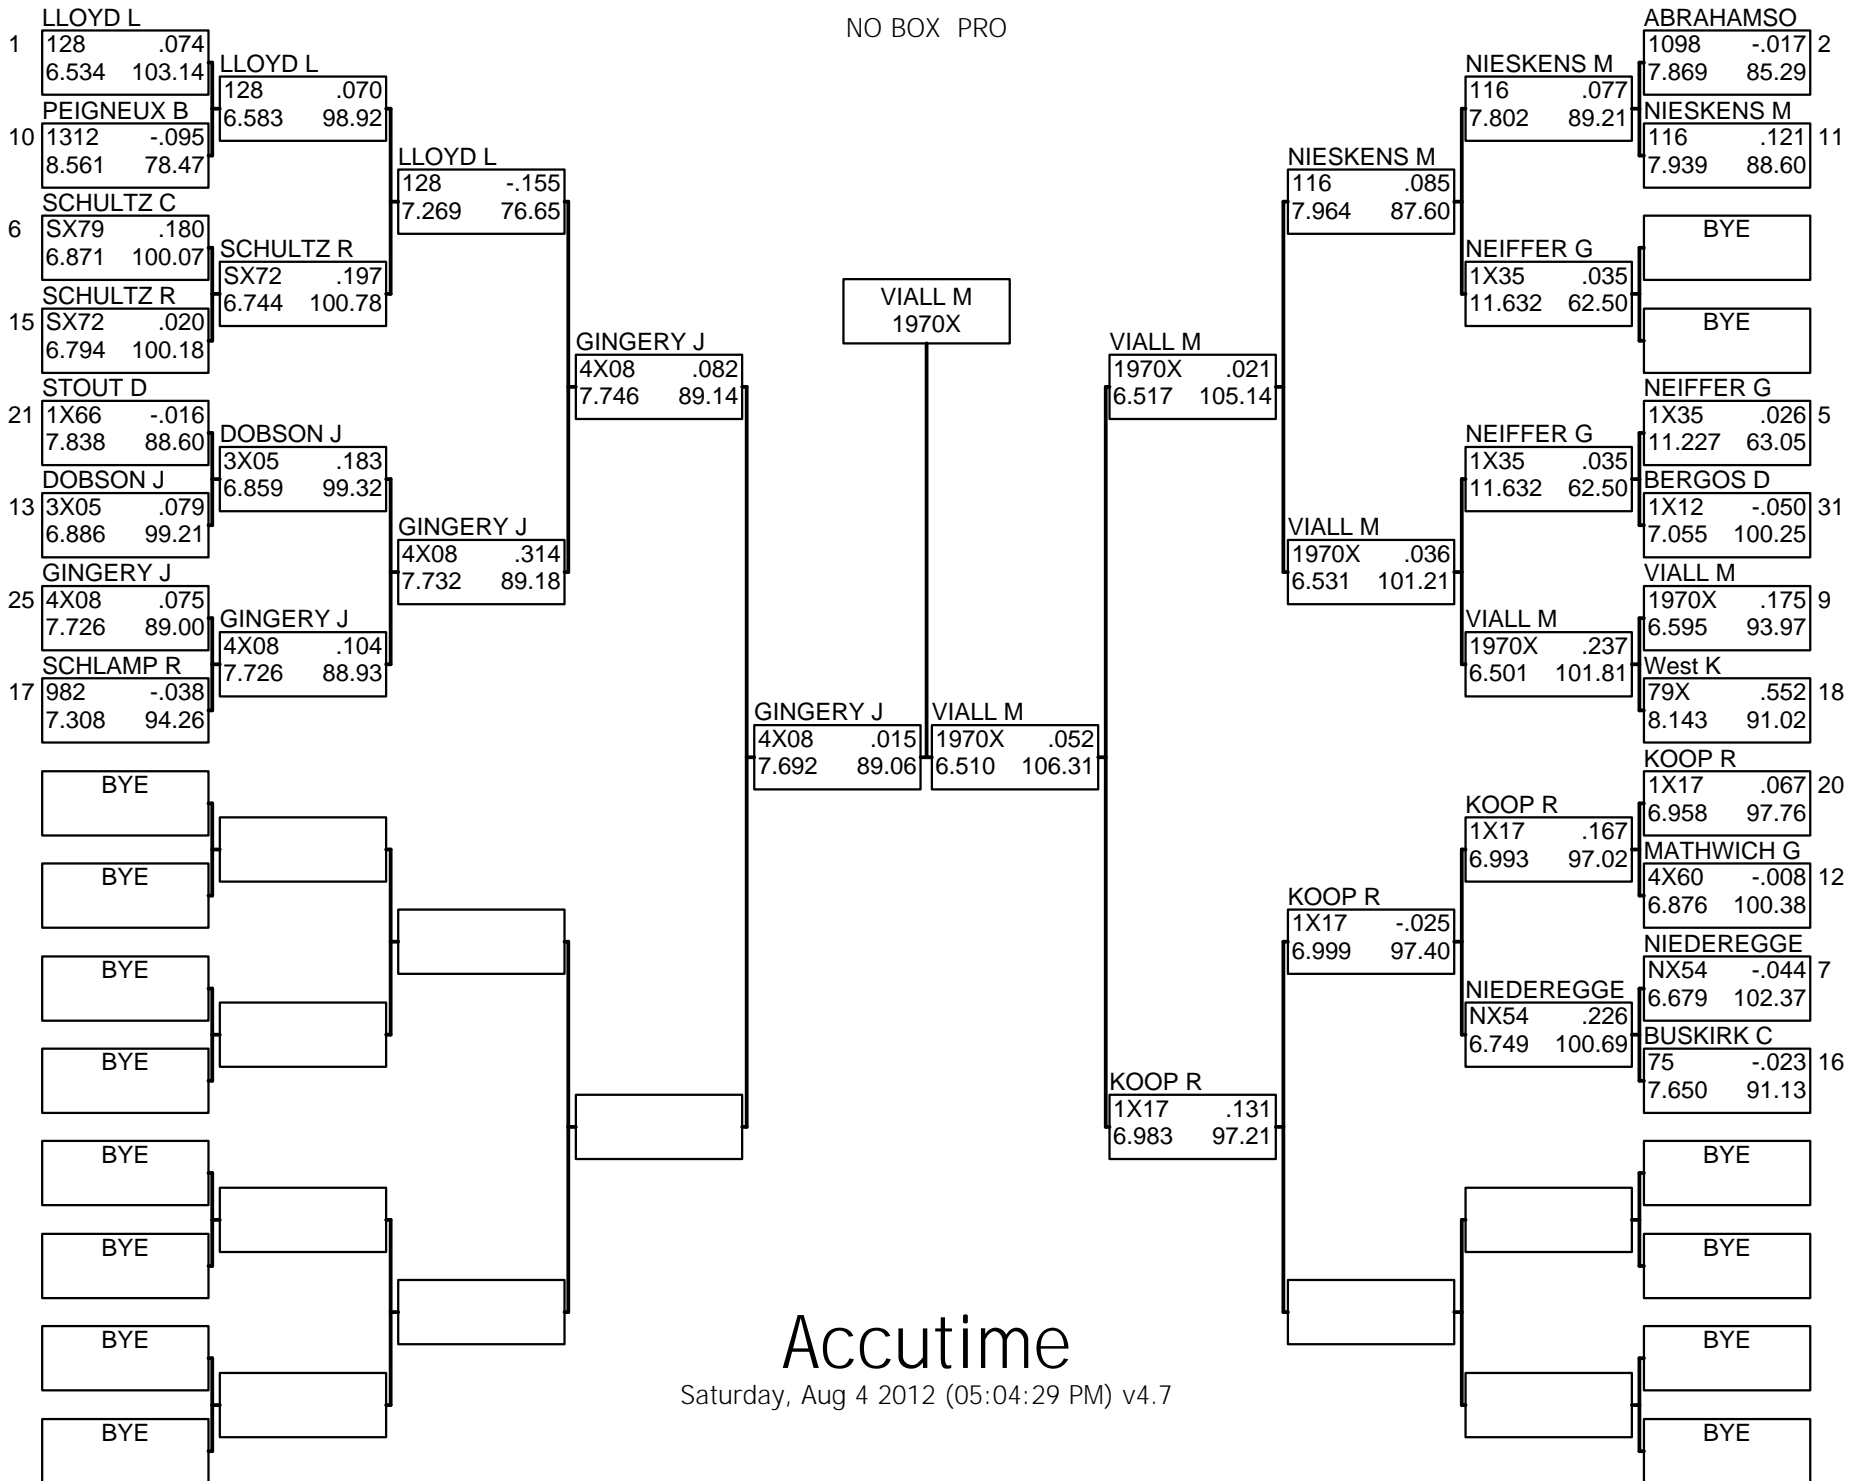 NO BOX PRO
LLOYD L
1 128 .074
6.534 103.14
PEIGNEUX B
10 1312 -.095
8.561 78.47
SCHULTZ C
6 SX79 .180
6.871 100.07
SCHULTZ R
15 SX72 .020
6.794 100.18
STOUT D
21 1X66 -.016
7.838 88.60
DOBSON J
13 3X05 .079
6.886 99.21
GINGERY J
25 4X08 .075
7.726 89.00
SCHLAMP R
17 982 -.038
7.308 94.26
BYE
BYE
BYE
BYE
BYE
BYE
BYE
BYE
LLOYD L
128 .070
6.583 98.92
SCHULTZ R
SX72 .197
6.744 100.78
DOBSON J
3X05 .183
6.859 99.32
GINGERY J
4X08 .104
7.726 88.93
LLOYD L
128 -.155
7.269 76.65
GINGERY J
4X08 .314
7.732 89.18
GINGERY J
4X08 .082
7.746 89.14
GINGERY J
4X08 .015
7.692 89.06
VIALL M
1970X
VIALL M
1970X .052
6.510 106.31
VIALL M
1970X .021
6.517 105.14
KOOP R
1X17 .131
6.983 97.21
NIESKENS M
116 .085
7.964 87.60
VIALL M
1970X .036
6.531 101.21
KOOP R
1X17 -.025
6.999 97.40
NIESKENS M
116 .077
7.802 89.21
NEIFFER G
1X35 .035
11.632 62.50
NEIFFER G
1X35 .035
11.632 62.50
VIALL M
1970X .237
6.501 101.81
KOOP R
1X17 .167
6.993 97.02
NIEDEREGGE
NX54 .226
6.749 100.69
ABRAHAMSO
1098 -.017 2
7.869 85.29
NIESKENS M
116 .121 11
7.939 88.60
BYE
BYE
NEIFFER G
1X35 .026 5
11.227 63.05
BERGOS D
1X12 -.050 31
7.055 100.25
VIALL M
1970X .175 9
6.595 93.97
West K
79X .552 18
8.143 91.02
KOOP R
1X17 .067 20
6.958 97.76
MATHWICH G
4X60 -.008 12
6.876 100.38
NIEDEREGGE
NX54 -.044 7
6.679 102.37
BUSKIRK C
75 -.023 16
7.650 91.13
BYE
BYE
BYE
BYE
Accutime
Saturday, Aug 4 2012 (05:04:29 PM) v4.7